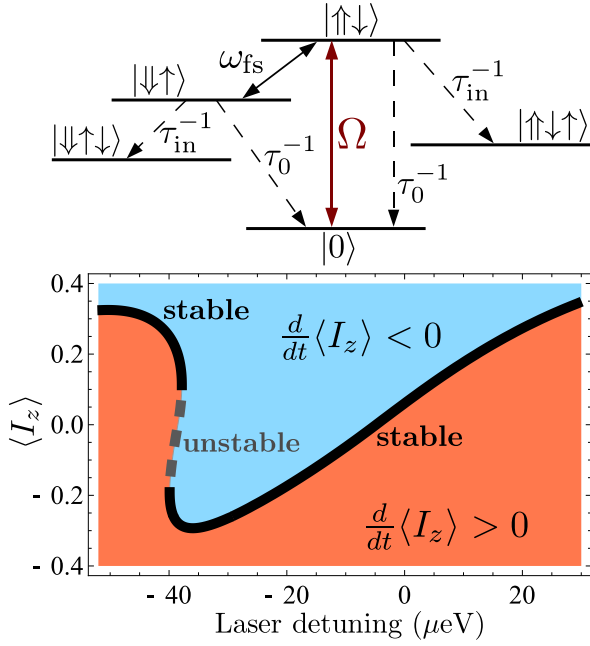 |⇑↓⟩
ω_fs
|⇓↑⟩
τ_in^−1
τ_in^−1
|⇑↓↑⟩
|⇓↑↓⟩
Ω
τ_0^−1
τ_0^−1
|0⟩
0.4
stable
d/dt ⟨I_z⟩ < 0
0.2
⟨I_z⟩
0.0
unstable
stable
- 0.2
d/dt ⟨I_z⟩ > 0
- 0.4
- 40 - 20 0 20
Laser detuning (μeV)